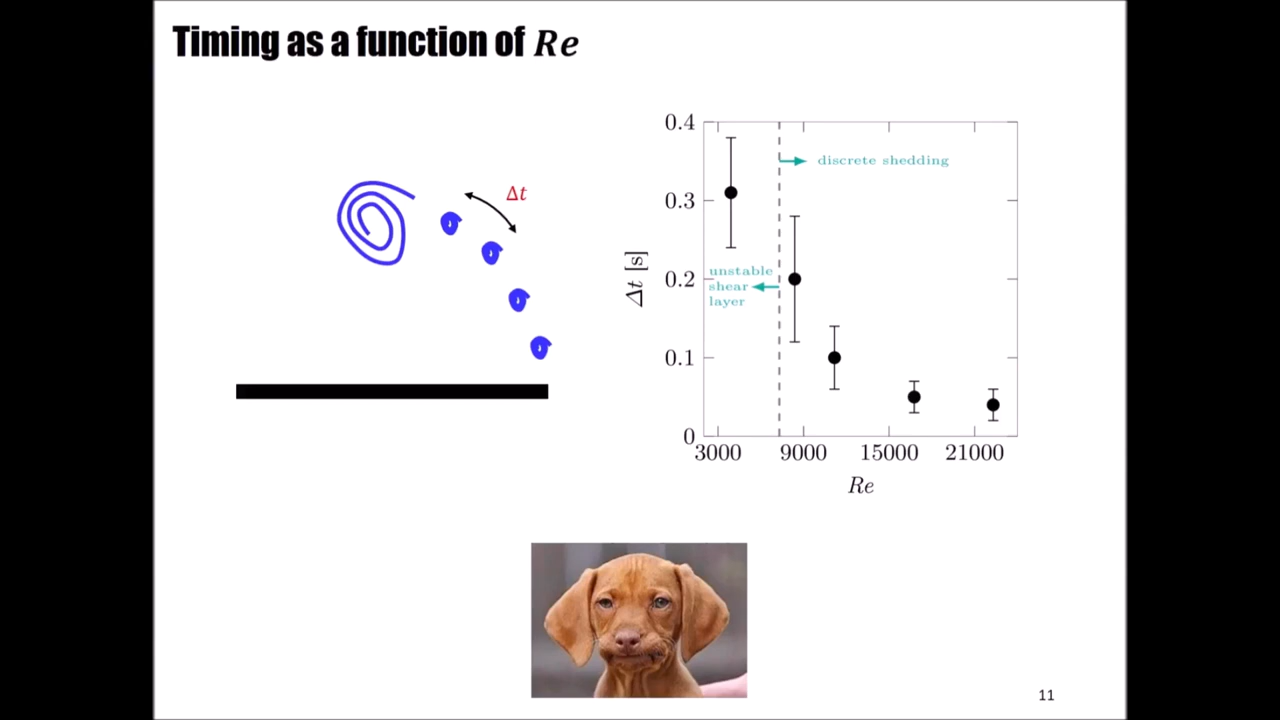 Timing as a function of Re
Δt
0.4
0.3
0.2
0.1
0
Δt [s]
discrete shedding
unstable
shear
layer
3000 9000 15000 21000
Re
11